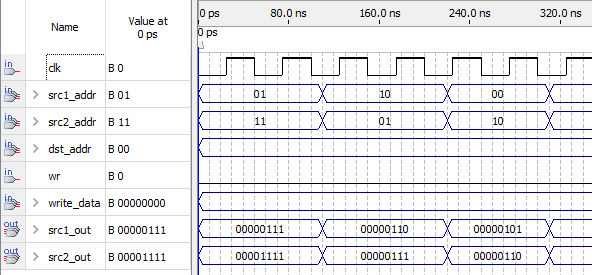 Name Value at 0 ps 0 ps 80.0 ns 160.0 ns 240.0 ns 320.0 ns
0 ps
in clk B 0
in src1_addr B 01 01 10 00
in src2_addr B 11 11 01 10
in dst_addr B 00
in wr B 0
in write_data B 00000000
out src1_out B 00000111 00000111 00000110 00000101
out src2_out B 00001111 00001111 00000111 00000110